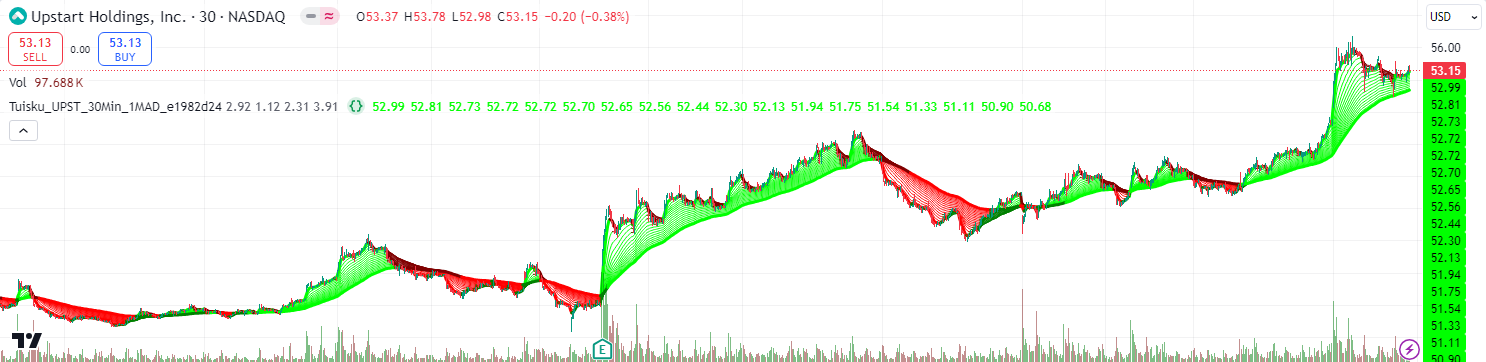 Upstart Holdings, Inc. · 30 · NASDAQ O53.37 H53.78 L52.98 C53.15 −0.20 (−0.38%)
USD
53.13 SELL
0.00
53.13 BUY
Vol 97.688 K
Tuisku_UPST_30Min_1MAD_e1982d24 2.92 1.12 2.31 3.91 {} 52.99 52.81 52.73 52.72 52.72 52.70 52.65 52.56 52.44 52.30 52.13 51.94 51.75 51.54 51.33 51.11 50.90 50.68
56.00
53.15
52.99
52.81
52.73
52.72
52.72
52.70
52.65
52.56
52.44
52.30
52.13
51.94
51.75
51.54
51.33
51.11
50.90
E